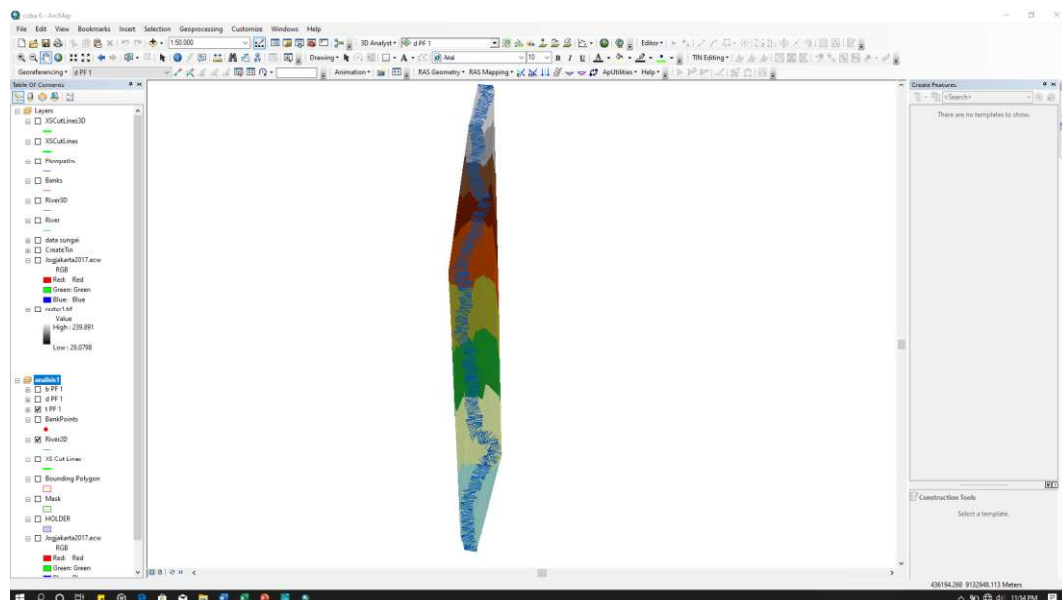 ArcMap
File Edit View Bookmarks Insert Selection Geoprocessing Customize Windows Help
1:50,000 3D Analyst d PF 1 Editor
Drawing Arial 10 B I U A TIN Editing
Georeferencing d PF 1 Animation RAS Geometry RAS Mapping ApUtilities Help
Table Of Contents
Layers
XSCutLines3D
XSCutLines
Flowpaths
Banks
River3D
River
data sungai
CreateTin
Jogjakarta2017.ecw
RGB
Red: Red
Green: Green
Blue: Blue
Value
High : 239.891
Low : 29.0798
analisis1
b PF 1
d PF 1
t PF 1
BankPoints
River2D
XS Cut Lines
Bounding Polygon
Mask
HOLDER
Jogjakarta2017.ecw
RGB
Red: Red
Green: Green
Create Features
<Search>
There are no templates to show.
Construction Tools
Select a template.
436194.268 9132948.113 Meters
11:54 PM